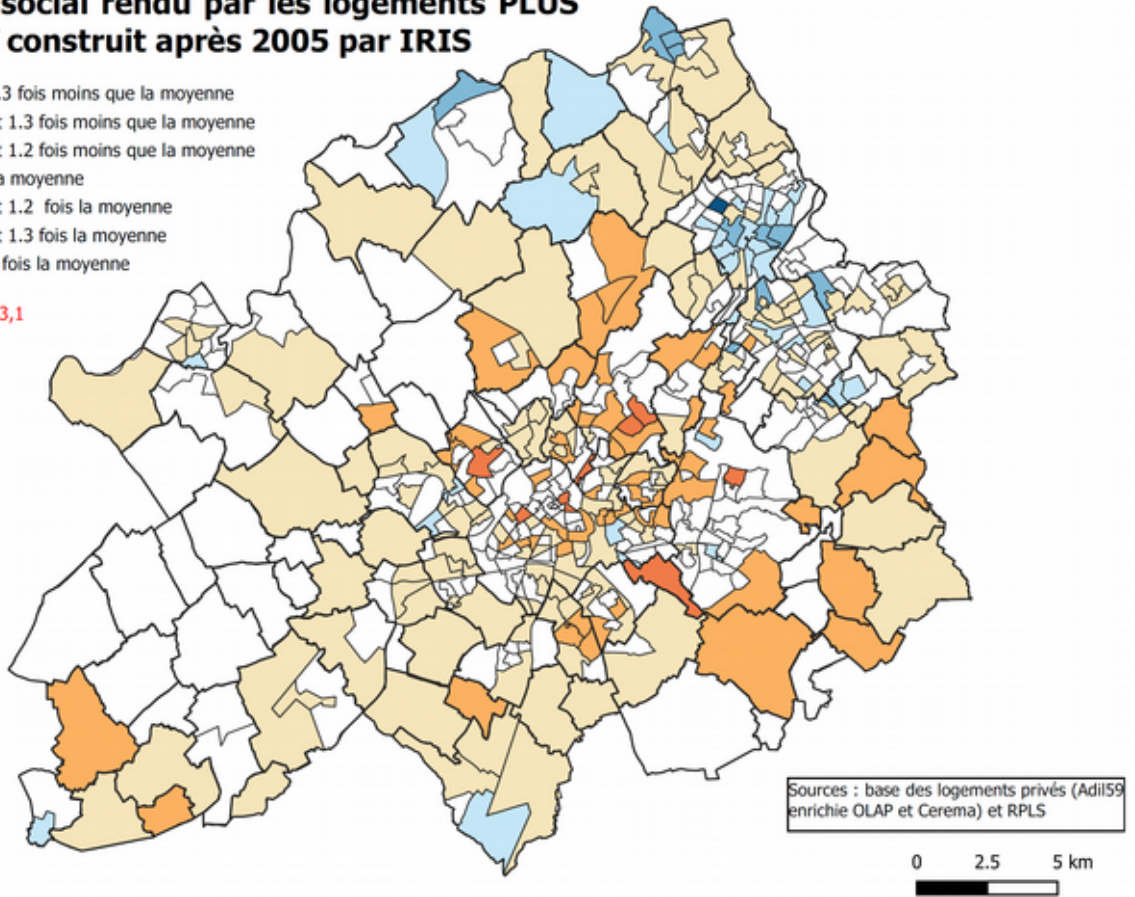 social rendu par les logements PLUS
construit après 2005 par IRIS
.3 fois moins que la moyenne
1.3 fois moins que la moyenne
1.2 fois moins que la moyenne
moyenne
1.2 fois la moyenne
1.3 fois la moyenne
fois la moyenne
3,1
Sources : base des logements privés (Adil59
enrichie OLAP et Cerema) et RPLS
0 2.5 5 km